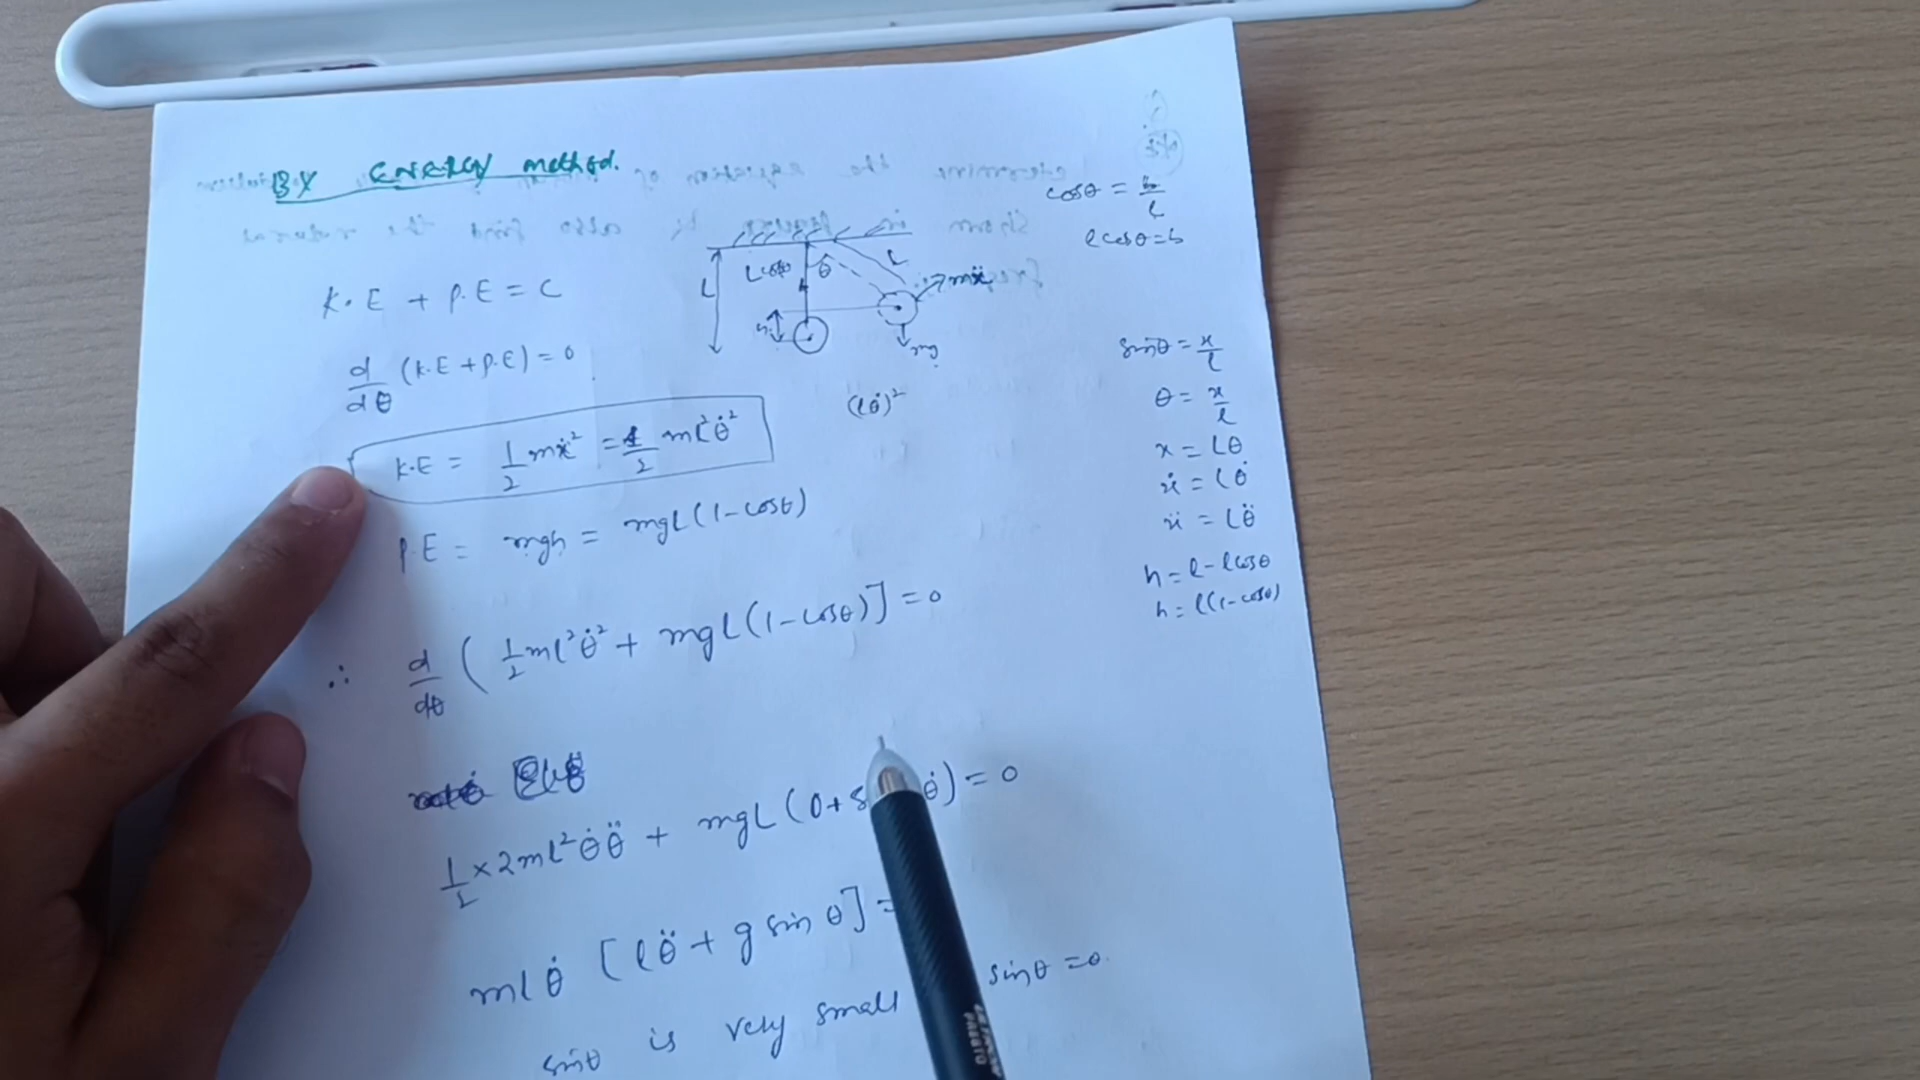 BY ENERGY method.
cosθ = b/l
l cosθ = b
K.E + P.E = C
L
Lcosθ
θ
L
mẍ
h
mg
d/dθ (K.E + P.E) = 0
sinθ = x/l
θ = x/l
(lθ̇)²
K.E = 1/2 mẋ² = 1/2 ml²θ̇²
x = Lθ
ẋ = lθ̇
ẍ = Lθ̈
P.E = mgh = mgL(1-cosθ)
h = l-lcosθ
h = l(1-cosθ)
∴ d/dθ ( 1/2 ml²θ̇² + mgL(1-cosθ)] = 0
1/2 × 2ml²θ̇θ̈ + mgL(0+s θ̇) = 0
mlθ̇ [lθ̈ + g sinθ] =
sinθ is very small sinθ = θ.
PRESTO